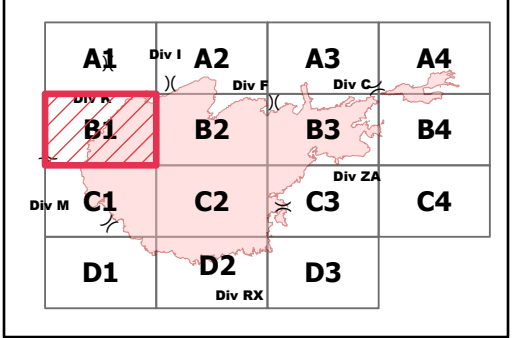 A1 Div I A2 A3 A4
Div F Div C
Div K
B1 B2 B3 B4
Div ZA
Div M C1 C2 C3 C4
D1 D2 D3
Div RX